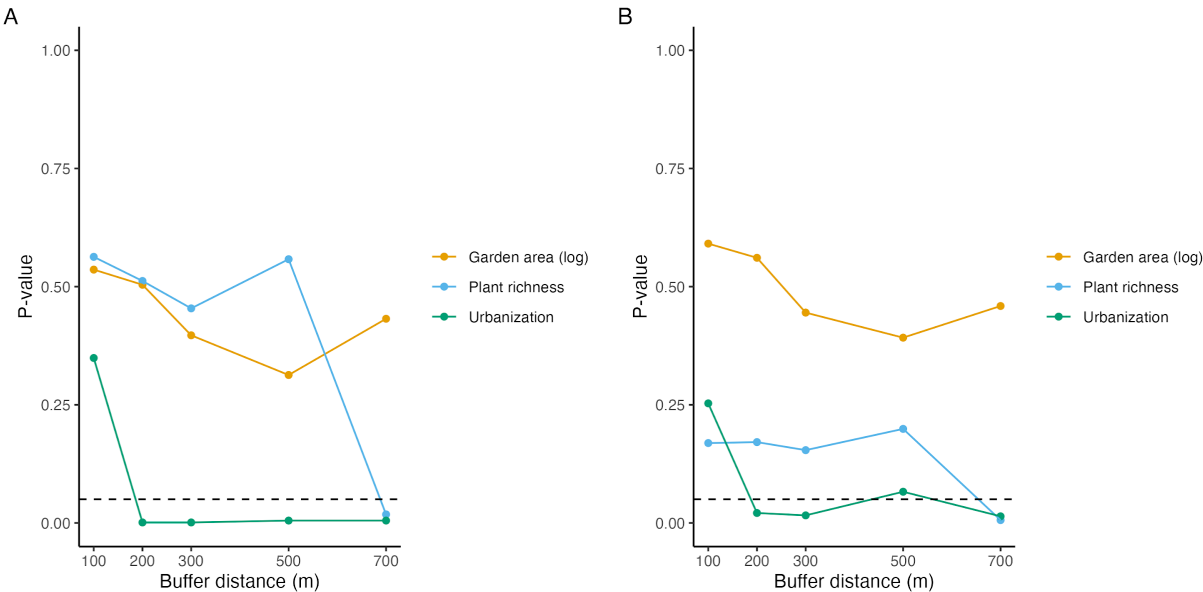 A
1.00
0.75
0.50
0.25
0.00
P-value
100 200 300 500 700
Buffer distance (m)
Garden area (log)
Plant richness
Urbanization
B
1.00
0.75
0.50
0.25
0.00
P-value
100 200 300 500 700
Buffer distance (m)
Garden area (log)
Plant richness
Urbanization